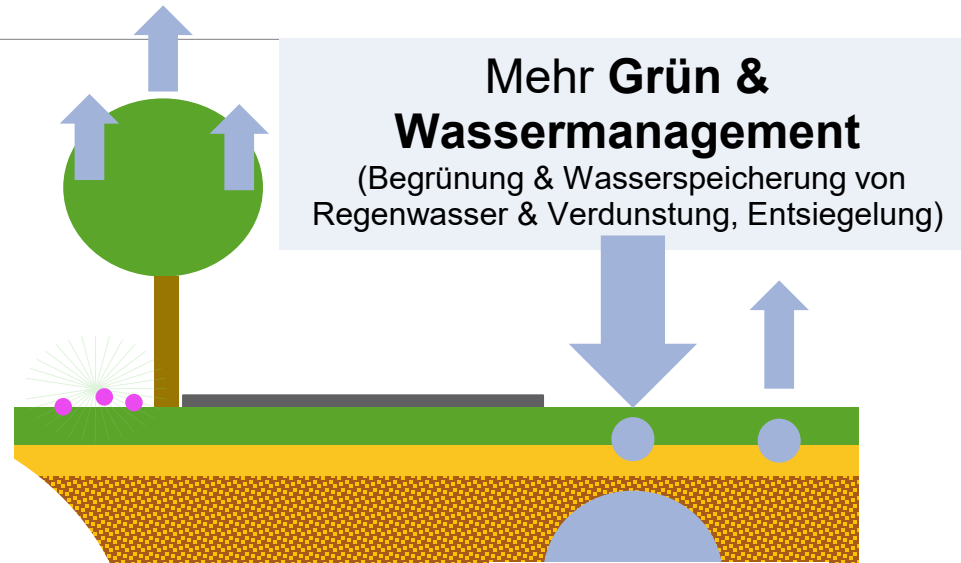 Mehr Grün &
Wassermanagement
(Begrünung & Wasserspeicherung von
Regenwasser & Verdunstung, Entsiegelung)